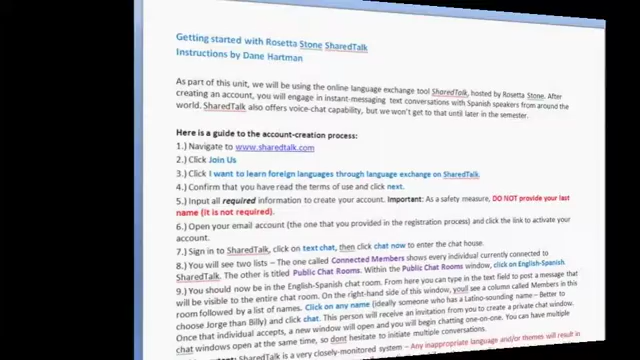 Getting started with Rosetta Stone SharedTalk
Instructions by Dane Hartman
As part of this unit, we will be using the online language exchange tool SharedTalk, hosted by Rosetta Stone. After
creating an account, you will engage in instant-messaging text conversations with Spanish speakers from around the
world. SharedTalk also offers voice-chat capability, but we won't get to that until later in the semester.
Here is a guide to the account-creation process:
1.) Navigate to www.sharedtalk.com
2.) Click Join Us
3.) Click I want to learn foreign languages through language exchange on SharedTalk.
4.) Confirm that you have read the terms of use and click next.
5.) Input all required information to create your account. Important: As a safety measure, DO NOT provide your last
name (it is not required).
6.) Open your email account (the one that you provided in the registration process) and click the link to activate your
account.
7.) Sign in to SharedTalk, click on text chat, then click chat now to enter the chat house.
8.) You will see two lists – The one called Connected Members shows every individual currently connected to
SharedTalk. The other is titled Public Chat Rooms. Within the Public Chat Rooms window, click on English-Spanish
9.) You should now be in the English-Spanish chat room. From here you can type in the text field to post a message that
will be visible to the entire chat room. On the right-hand side of this window, youll see a column called Members in this
room followed by a list of names. Click on any name (ideally someone who has a Latino-sounding name – Better to
choose Jorge than Billy) and click chat. This person will receive an invitation from you to create a private chat window.
Once that individual accepts, a new window will open and you will begin chatting one-on-one. You can have multiple
chat windows open at the same time, so dont hesitate to initiate multiple conversations.
SharedTalk is a very closely-monitored system – Any inappropriate language and/or themes will result in